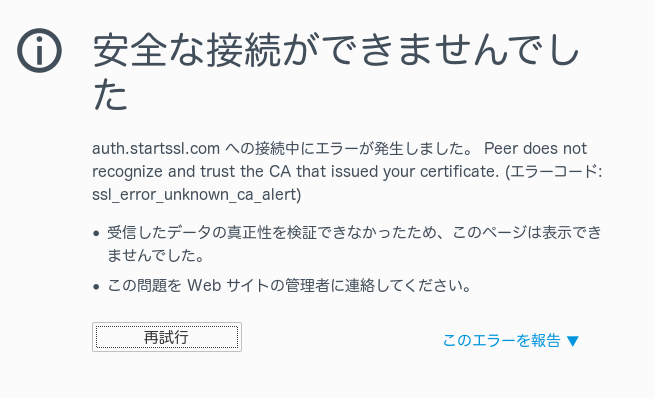 安全な接続ができませんでし
た
auth.startssl.com への接続中にエラーが発生しました。 Peer does not
recognize and trust the CA that issued your certificate. (エラーコード:
ssl_error_unknown_ca_alert)
• 受信したデータの真正性を検証できなかったため、このページは表示でき
ませんでした。
• この問題を Web サイトの管理者に連絡してください。
再試行
このエラーを報告 ▼